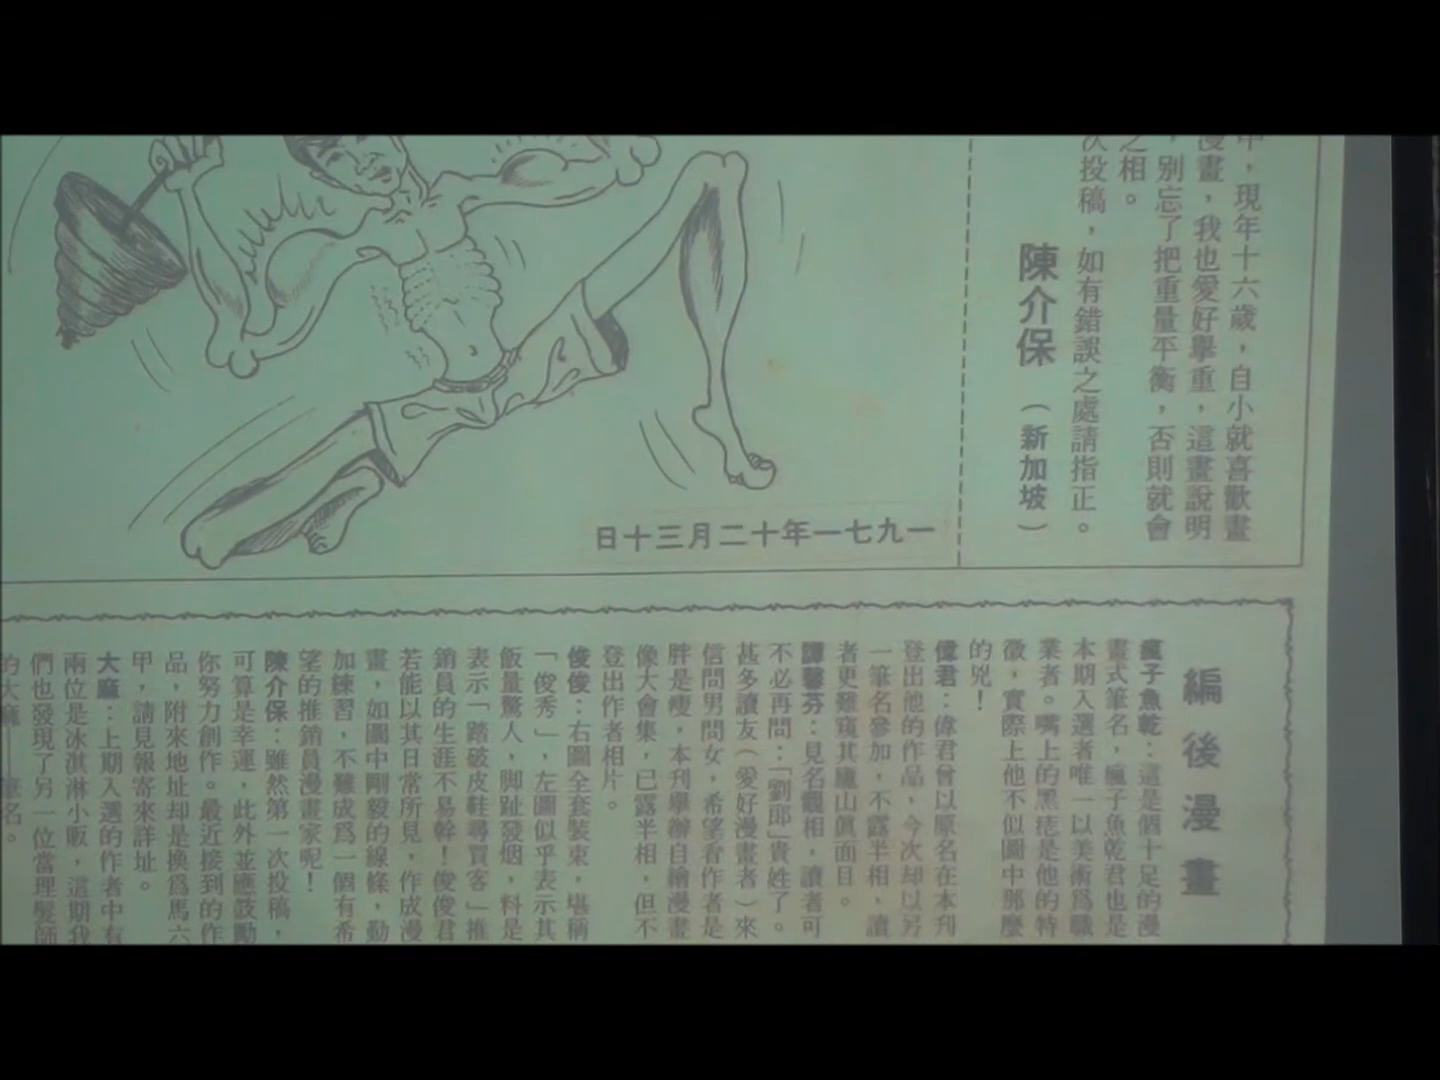 中，現年十六歲，自小就喜歡畫
漫畫，我也愛好舉重，這畫說明
，別忘了把重量平衡，否則就會
之相。
次投稿，如有錯誤之處請指正。
陳介保（新加坡）
日十三月二十年一七九一
編後漫畫
瘋子魚乾：這是個十足的漫
畫式筆名，瘋子魚乾君也是
本期入選者唯一以美術爲職
業者。嘴上的黑痣是他的特
徵，實際上他不似圖中那麼
的兇！
偉君：偉君曾以原名在本刊
登出他的作品，今次却以另
一筆名參加，不露半相，讀
者更難窺其廬山眞面目。
譚馨芬：見名觀相，讀者可
不必再問：「劉郎」貴姓了。
甚多讀友（愛好漫畫者）來
信問男問女，希望看作者是
胖是瘦，本刊舉辦自繪漫畫
像大會集，已露半相，但不
登出作者相片。
俊俊：右圖全套裝束，堪稱
「俊秀」，左圖似乎表示其
飯量驚人，脚趾發烟，料是
表示「踏破皮鞋尋買客」推
銷員的生涯不易幹！俊俊君
若能以其日常所見，作成漫
畫，如圖中剛毅的線條，勤
加練習，不難成爲一個有希
望的推銷員漫畫家呢！
陳介保：雖然第一次投稿，
可算是幸運，此外並應鼓勵
你努力創作。最近接到的作
品，附來地址却是換爲馬六
甲，請見報寄來詳址。
大麻：上期入選的作者中有
兩位是冰淇淋小販，這期我
們也發現了另一位當理髮師
的大麻——筆名。